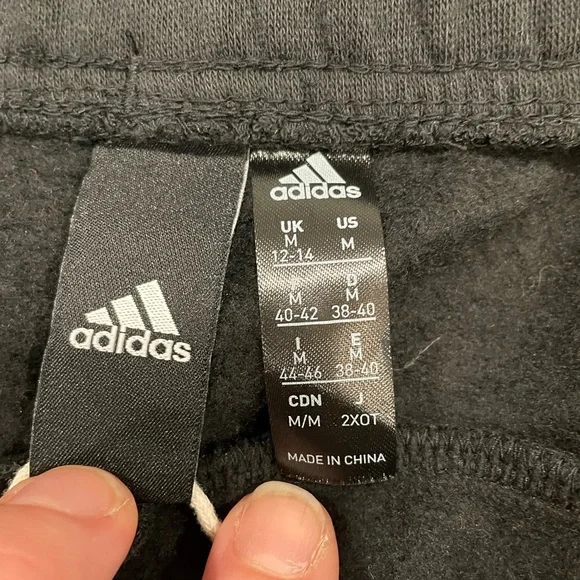 adidas
adidas
UK US
M M
12-14
F D
M M
40-42 38-40
I E
M M
44-46 38-40
CDN J
M/M 2XOT
MADE IN CHINA